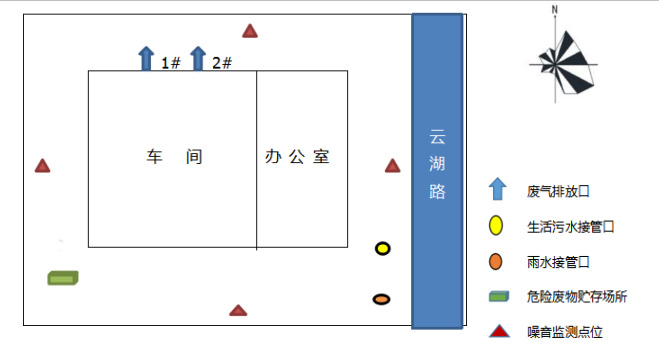 N
1#
2#
车 间
办 公 室
云
湖
路
废气排放口
生活污水接管口
雨水接管口
危险废物贮存场所
噪音监测点位